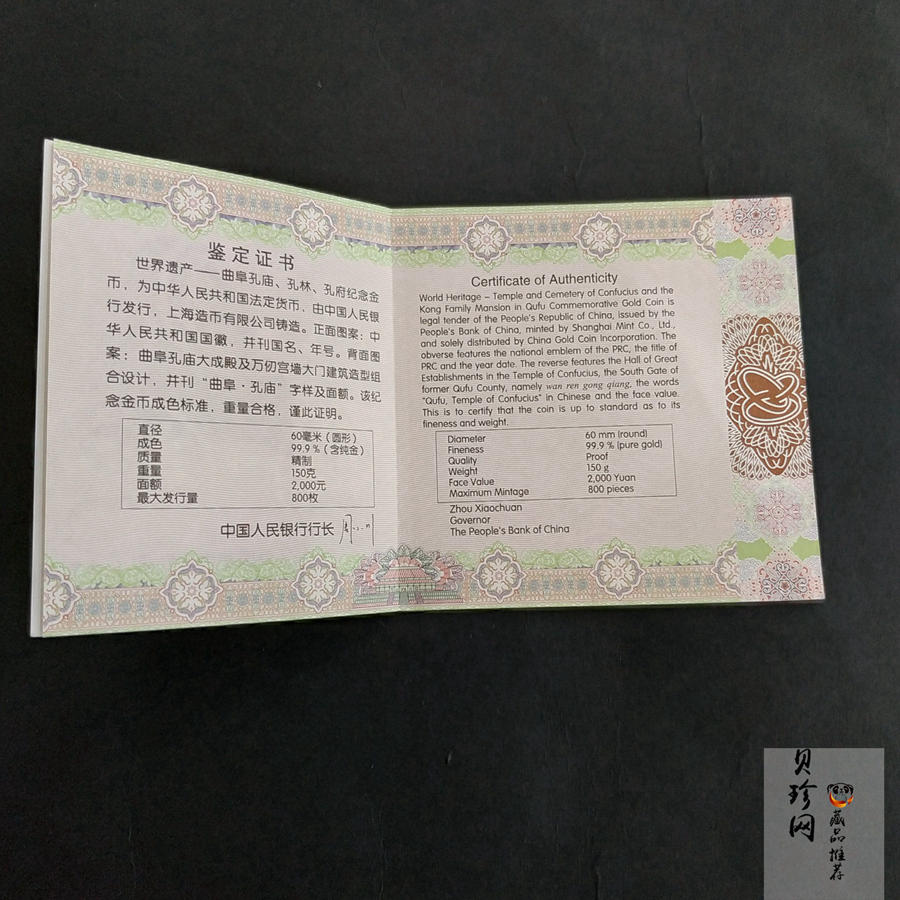 鉴定证书
世界遗产——曲阜孔庙、孔林、孔府纪念金
币，为中华人民共和国法定货币，由中国人民银
行发行，上海造币有限公司铸造。正面图案：中
华人民共和国国徽，并刊国名、年号。背面图
案：曲阜孔庙大成殿及万仞宫墙大门建筑造型组
合设计，并刊“曲阜·孔庙”字样及面额。该纪
念金币成色标准，重量合格，谨此证明。
直径 60毫米（圆形）
成色 99.9％（含纯金）
质量 精制
重量 150克
面额 2,000元
最大发行量 800枚
中国人民银行行长
Certificate of Authenticity
World Heritage – Temple and Cemetery of Confucius and the
Kong Family Mansion in Qufu Commemorative Gold Coin is
legal tender of the People's Republic of China, issued by the
People's Bank of China, minted by Shanghai Mint Co., Ltd.,
and solely distributed by China Gold Coin Incorporation. The
obverse features the national emblem of the PRC, the title of
PRC and the year date. The reverse features the Hall of Great
Establishments in the Temple of Confucius, the South Gate of
former Qufu County, namely wan ren gong qiang, the words
"Qufu, Temple of Confucius" in Chinese and the face value.
This is to certify that the coin is up to standard as to its
fineness and weight.
Diameter 60 mm (round)
Fineness 99.9 % (pure gold)
Quality Proof
Weight 150 g
Face Value 2,000 Yuan
Maximum Mintage 800 pieces
Zhou Xiaochuan
Governor
The People's Bank of China
贝珍网
藏品推荐